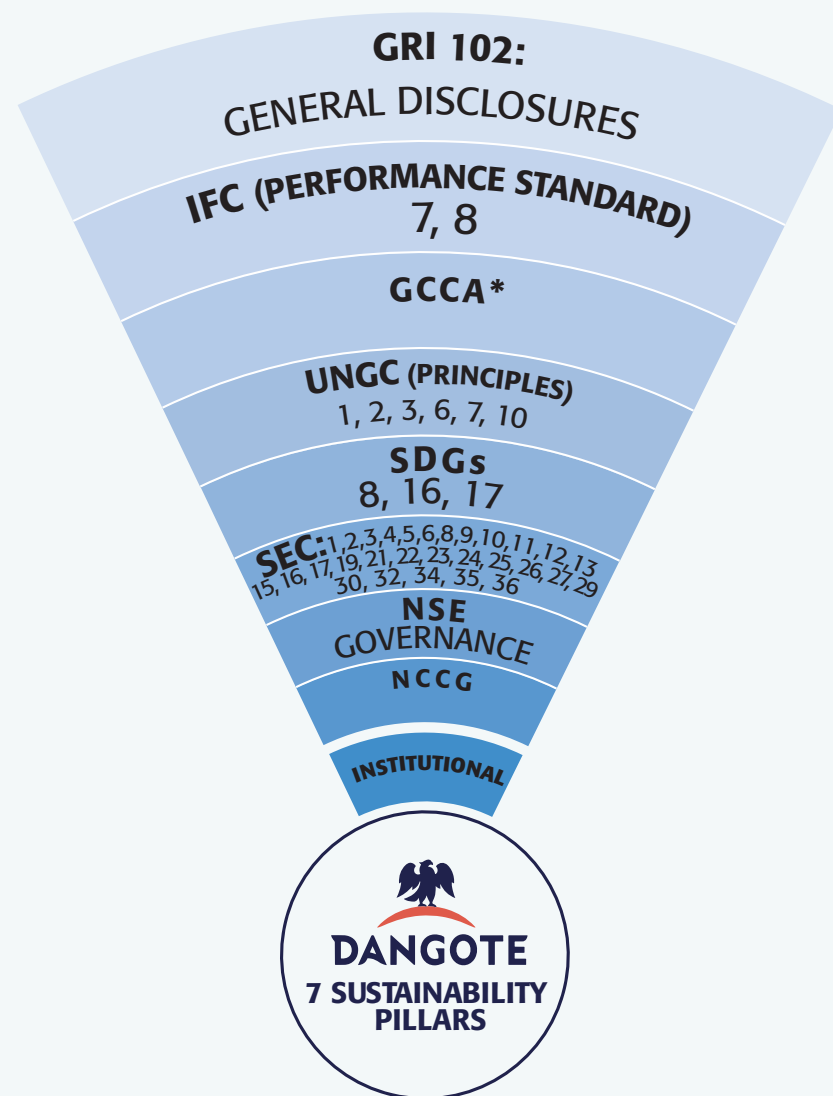 GRI 102:
GENERAL DISCLOSURES
IFC (PERFORMANCE STANDARD)
7, 8
GCCA*
UNGC (PRINCIPLES)
1, 2, 3, 6, 7, 10
SDGs
8, 16, 17
SEC: 1,2,3,4,5,6,8,9,10, 11, 12, 13
15, 16, 17, 19, 21, 22, 23, 24, 25, 26, 27, 29
30, 32, 34, 35, 36
NSE
GOVERNANCE
NCCG
INSTITUTIONAL
DANGOTE
7 SUSTAINABILITY
PILLARS